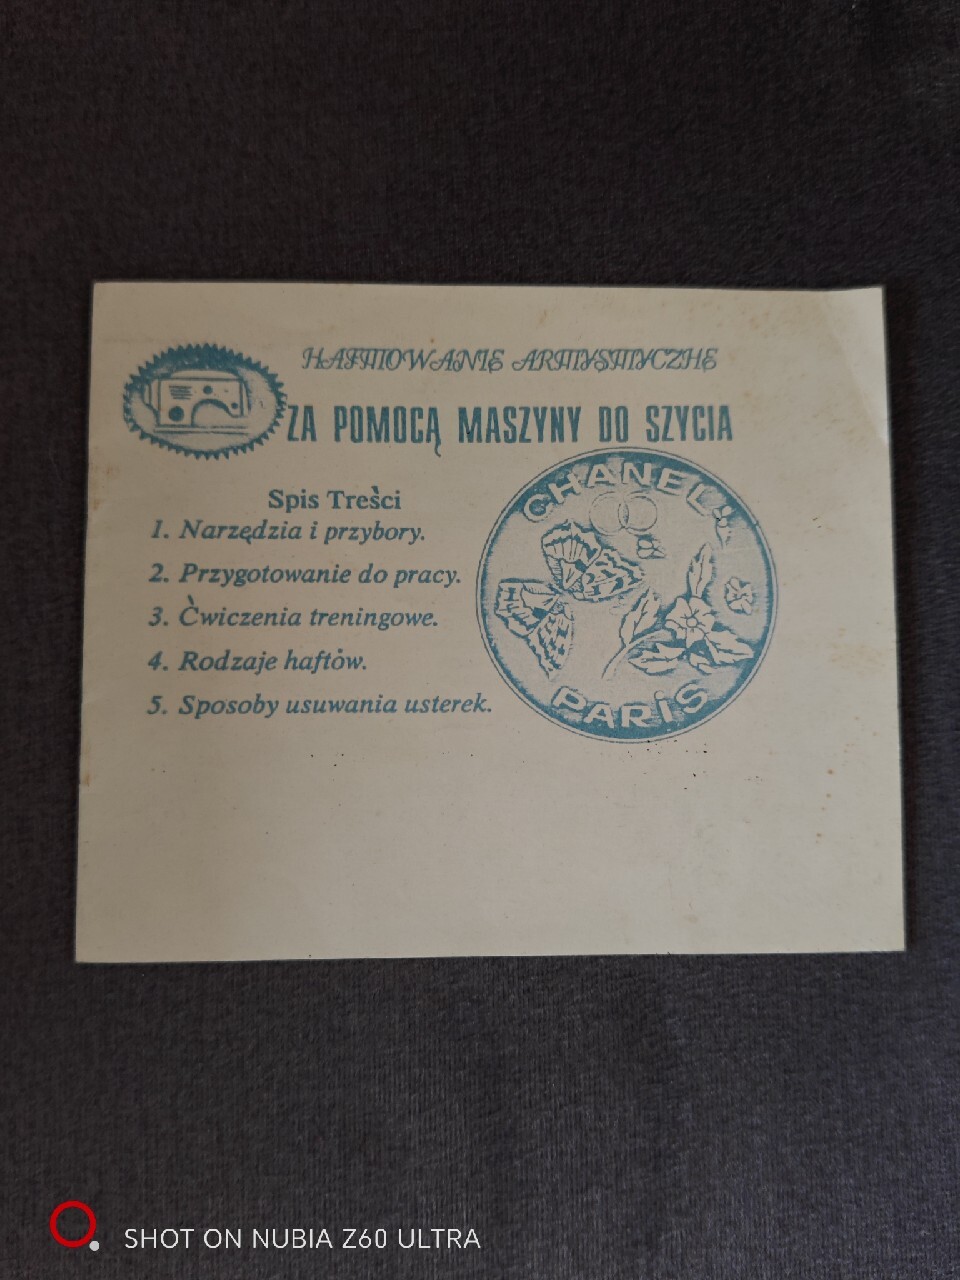 HAFTOWANIE ARTYSTYCZNE
ZA POMOCĄ MASZYNY DO SZYCIA
Spis Treści
1. Narzędzia i przybory.
2. Przygotowanie do pracy.
3. Ćwiczenia treningowe.
4. Rodzaje haftów.
5. Sposoby usuwania usterek.
CHANEL
PARiS
SHOT ON NUBIA Z60 ULTRA